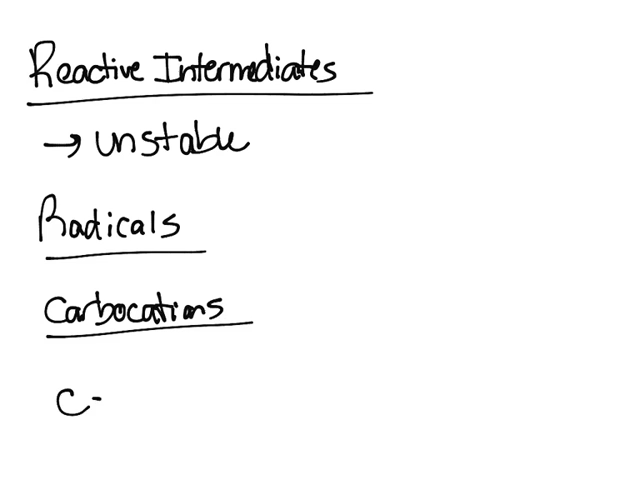 Reactive Intermediates
→ unstable
Radicals
Carbocations
C-